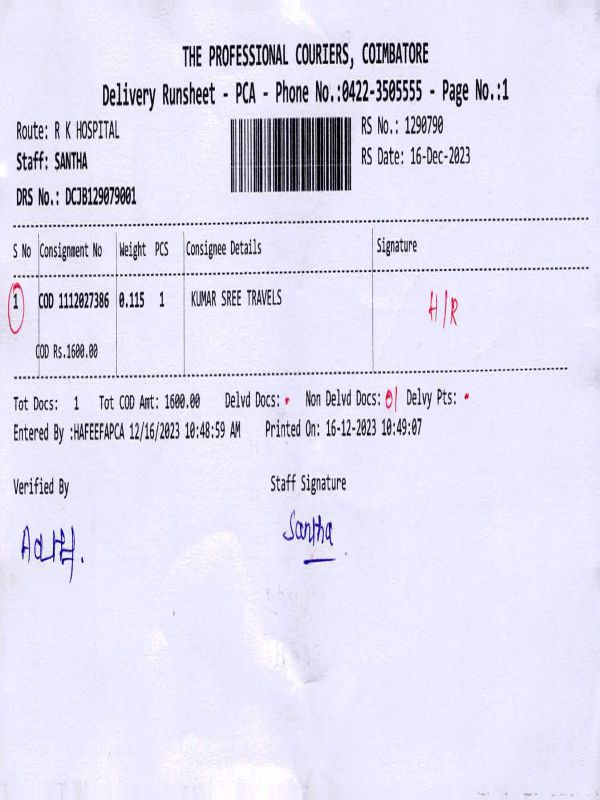 THE PROFESSIONAL COURIERS, COIMBATORE
Delivery Runsheet - PCA - Phone No.:0422-3505555 - Page No.:1
Route: R K HOSPITAL
RS No.: 1290790
Staff: SANTHA
RS Date: 16-Dec-2023
DRS No.: DCJB129079001
S No Consignment No Weight PCS Consignee Details Signature
1 COD 1112027386 0.115 1 KUMAR SREE TRAVELS H/R
COD Rs.1600.00
Tot Docs: 1 Tot COD Amt: 1600.00 Delvd Docs: Non Delvd Docs: 01 Delvy Pts:
Entered By :HAFEEFAPCA 12/16/2023 10:48:59 AM Printed On: 16-12-2023 10:49:07
Verified By Staff Signature
Santha